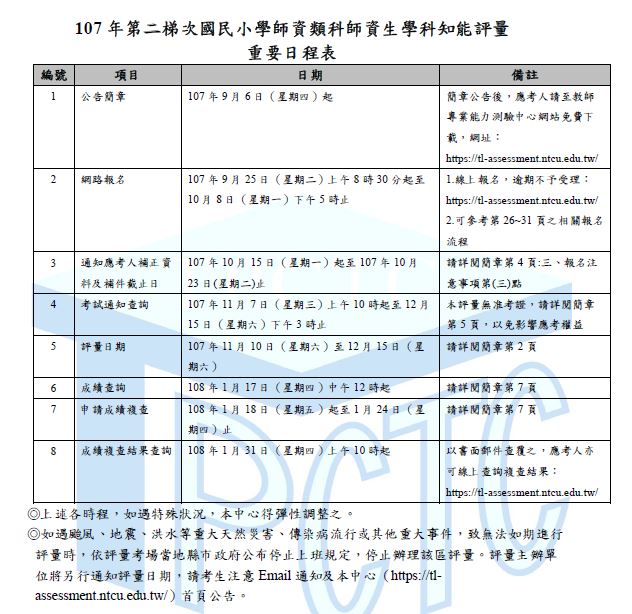 107 年第二梯次國民小學師資類科師資生學科知能評量
重要日程表
編號 項目 日期 備註
1 公告簡章 107 年 9 月 6 日（星期四）起 簡章公告後，應考人請至教師
專業能力測驗中心網站免費下
載，網址：
https://tl-assessment.ntcu.edu.tw/
2 網路報名 107 年 9 月 25 日（星期二）上午 8 時 30 分起至 1.線上報名，逾期不予受理：
10 月 8 日（星期一）下午 5 時止 https://tl-assessment.ntcu.edu.tw/
2.可參考第 26~31 頁之相關報名
流程
3 通知應考人補正資 107 年 10 月 15 日（星期一）起至 107 年 10 月 請詳閱簡章第 4 頁:三、報名注
料及補件截止日 23 日(星期二)止 意事項第(三)點
4 考試通知查詢 107 年 11 月 7 日（星期三）上午 10 時起至 12 月 本評量無准考證，請詳閱簡章
15 日（星期六）下午 3 時止 第 5 頁，以免影響應考權益
5 評量日期 107 年 11 月 10 日（星期六）至 12 月 15 日（星 請詳閱簡章第 2 頁
期六）
6 成績查詢 108 年 1 月 17 日（星期四）中午 12 時起 請詳閱簡章第 7 頁
7 申請成績複查 108 年 1 月 18 日（星期五）起至 1 月 24 日（星 請詳閱簡章第 7 頁
期四）止
8 成績複查結果查詢 108 年 1 月 31 日（星期四）上午 10 時起 以書面郵件查覆之，應考人亦
可線上查詢複查結果：
https://tl-assessment.ntcu.edu.tw/
◎上述各時程，如遇特殊狀況，本中心得彈性調整之。
◎如遇颱風、地震、洪水等重大天然災害、傳染病流行或其他重大事件，致無法如期進行
評量時，依評量考場當地縣市政府公布停止上班規定，停止辦理該區評量。評量主辦單
位將另行通知評量日期，請考生注意 Email 通知及本中心（https://tl-
assessment.ntcu.edu.tw/）首頁公告。
PCTC